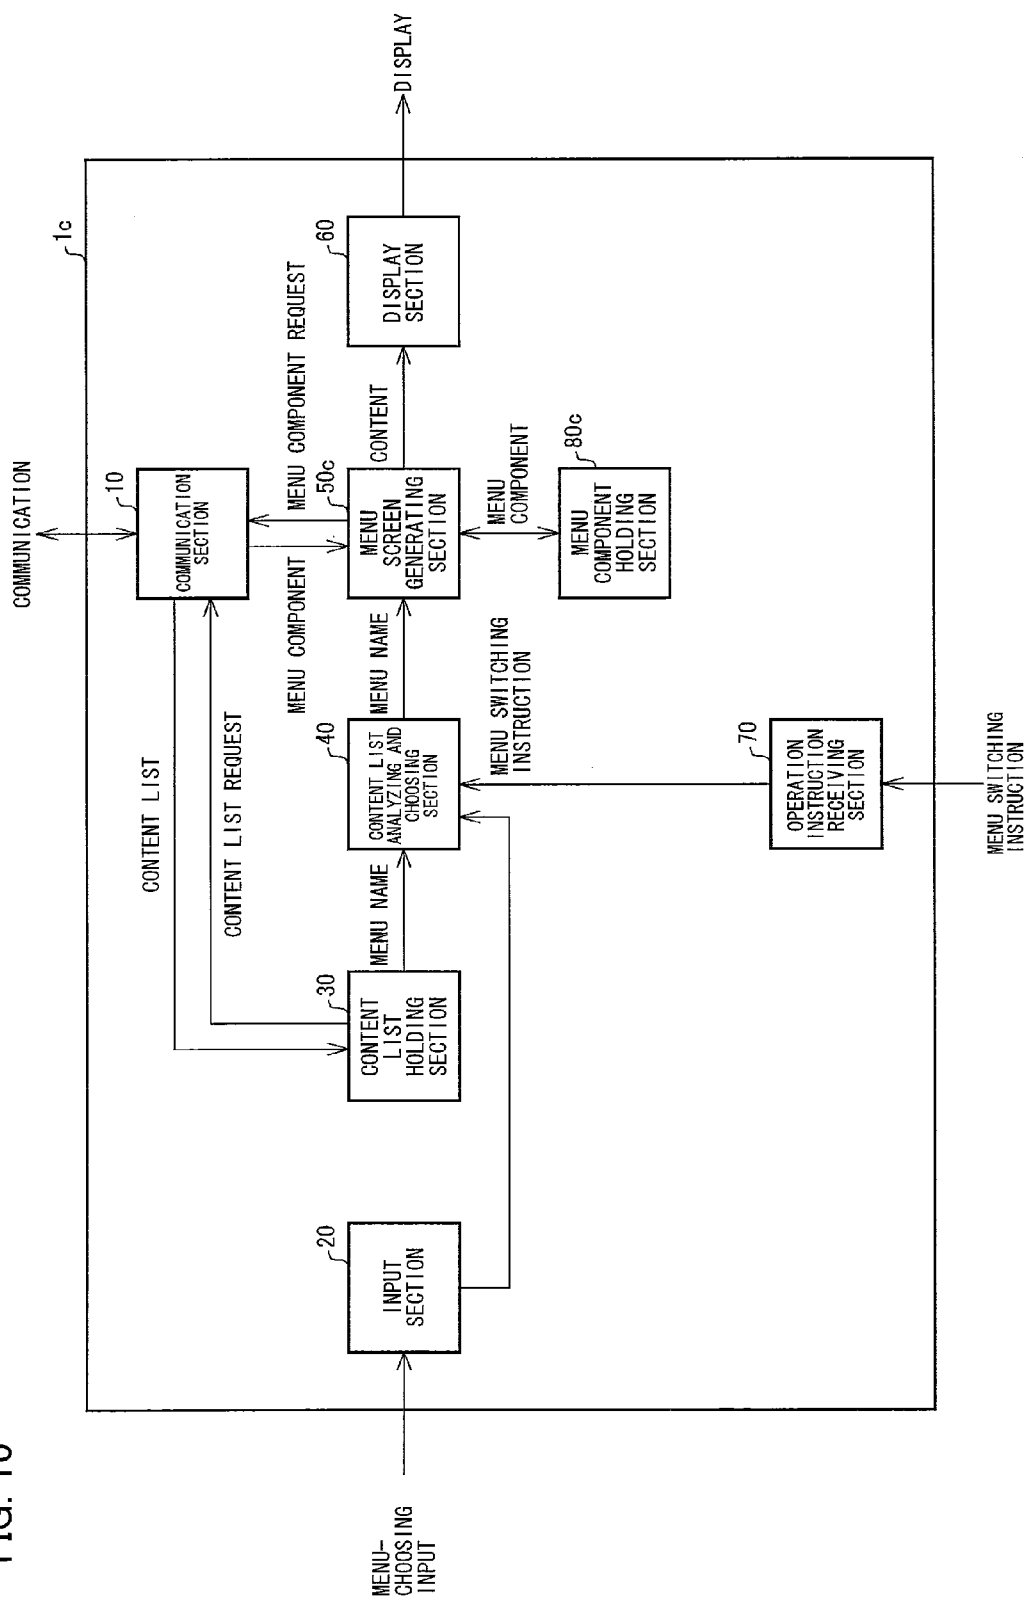 FIG. 10
COMMUNICATION
1c
10
COMMUNICATION
SECTION
CONTENT LIST
CONTENT LIST REQUEST
MENU COMPONENT
MENU COMPONENT REQUEST
MENU-
CHOOSING
INPUT
20
INPUT
SECTION
30
CONTENT
LIST
HOLDING
SECTION
MENU NAME
40
CONTENT LIST
ANALYZING AND
CHOOSING
SECTION
MENU NAME
50c
MENU
SCREEN
GENERATING
SECTION
CONTENT
60
DISPLAY
SECTION
DISPLAY
MENU SWITCHING
INSTRUCTION
MENU
COMPONENT
80c
MENU
COMPONENT
HOLDING
SECTION
70
OPERATION
INSTRUCTION
RECEIVING
SECTION
MENU SWITCHING
INSTRUCTION